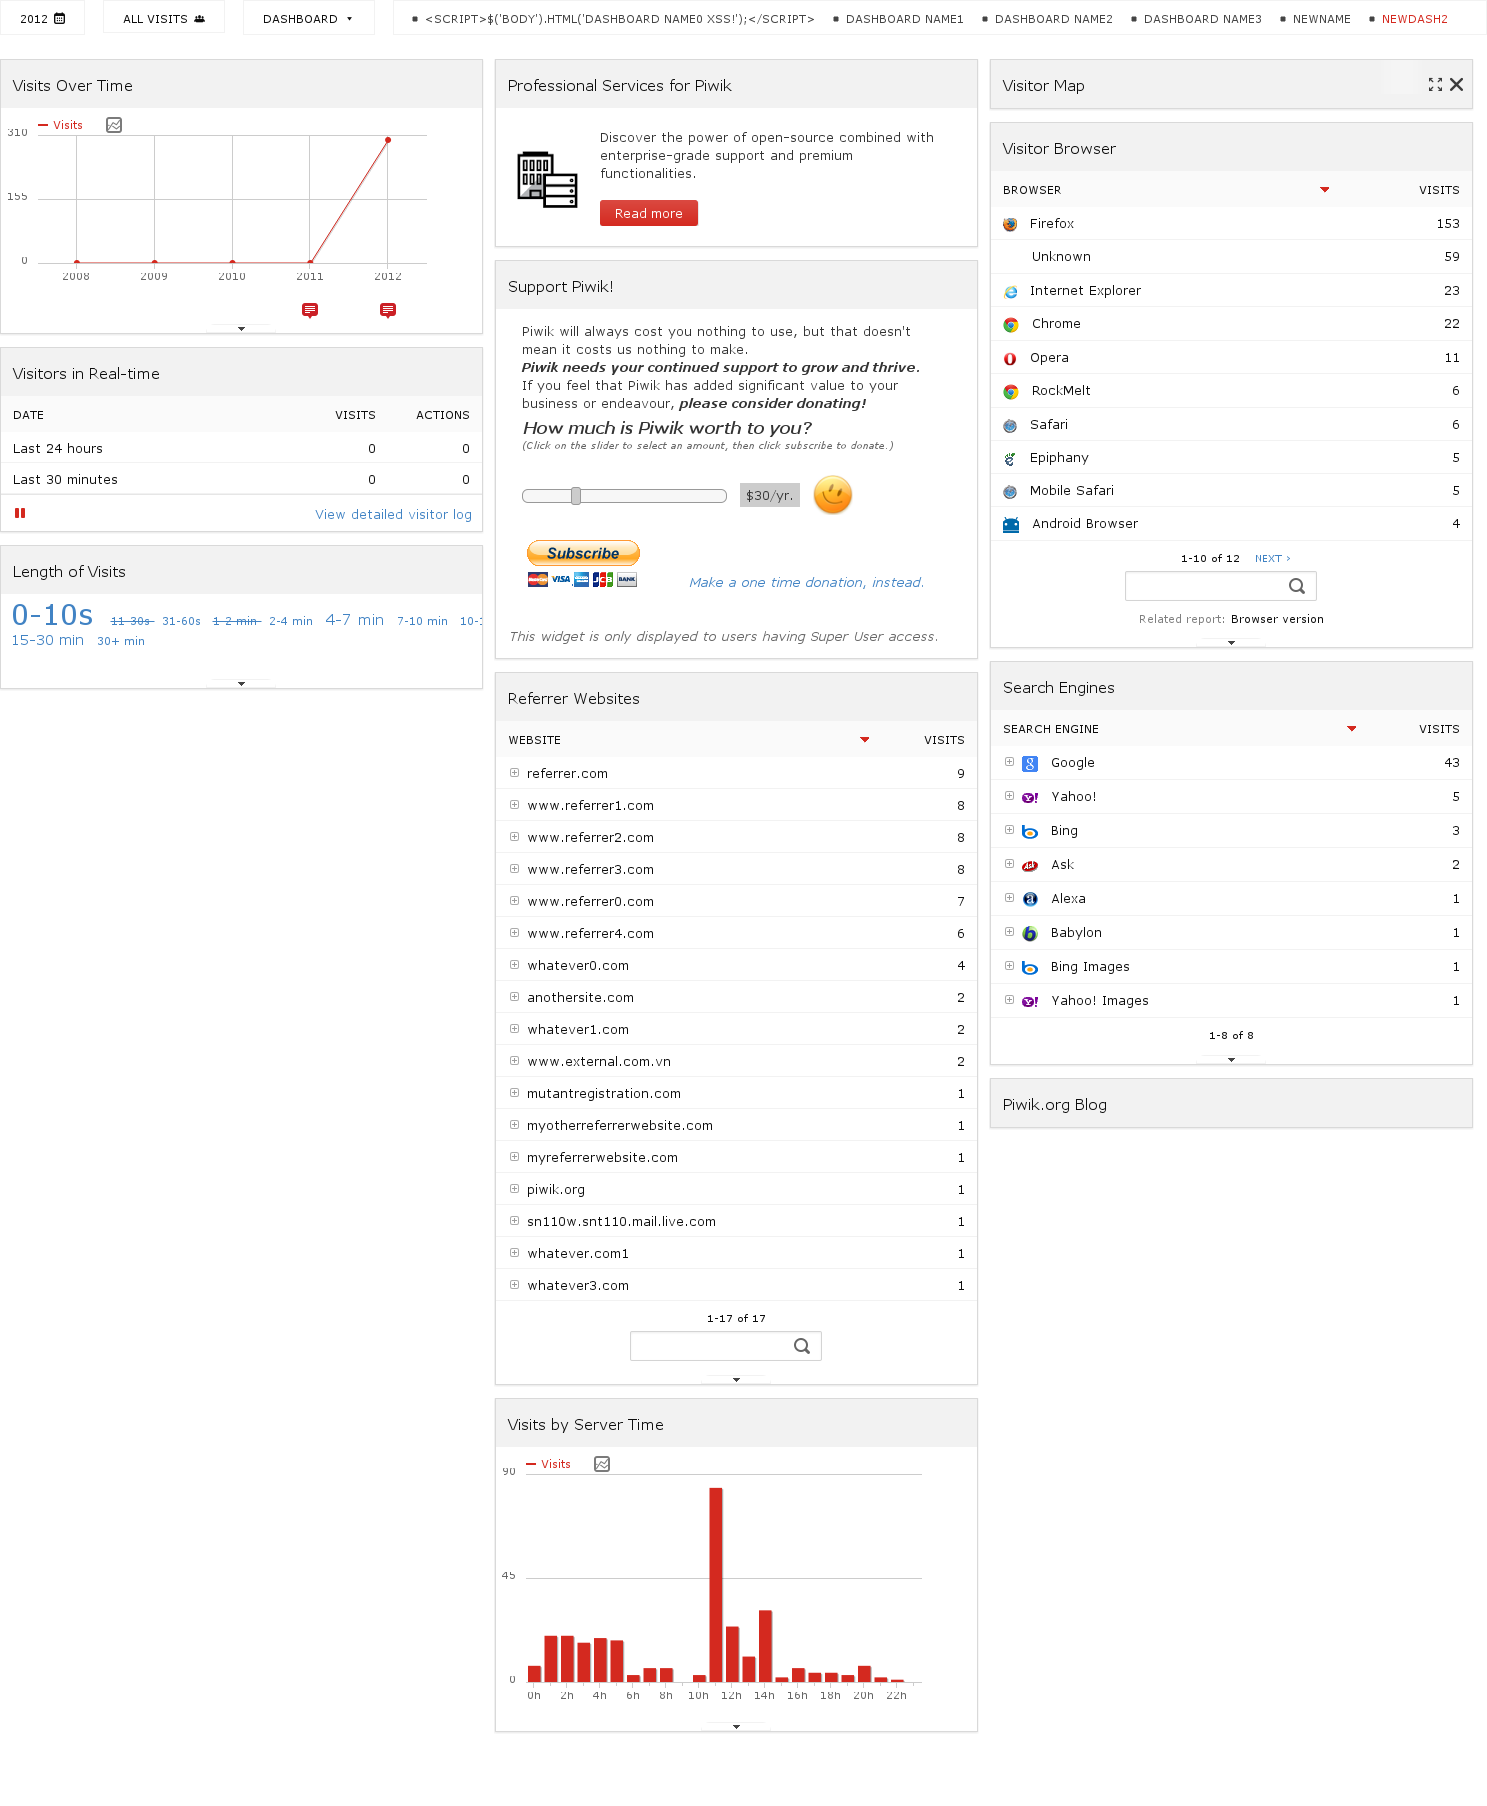 2012
ALL VISITS
DASHBOARD
<SCRIPT>$('BODY').HTML('DASHBOARD NAME0 XSS!');</SCRIPT>
DASHBOARD NAME1
DASHBOARD NAME2
DASHBOARD NAME3
NEWNAME
NEWDASH2
Visits Over Time
Visits
310
155
0
2008 2009 2010 2011 2012
Visitors in Real-time
DATE VISITS ACTIONS
Last 24 hours 0 0
Last 30 minutes 0 0
View detailed visitor log
Length of Visits
0-10s 11-30s 31-60s 1-2 min 2-4 min 4-7 min 7-10 min
15-30 min 30+ min
Professional Services for Piwik
Discover the power of open-source combined with
enterprise-grade support and premium
functionalities.
Read more
Support Piwik!
Piwik will always cost you nothing to use, but that doesn't
mean it costs us nothing to make.
Piwik needs your continued support to grow and thrive.
If you feel that Piwik has added significant value to your
business or endeavour, please consider donating!
How much is Piwik worth to you?
(Click on the slider to select an amount, then click subscribe to donate.)
$30/yr.
Subscribe
VISA JCB BANK
Make a one time donation, instead.
This widget is only displayed to users having Super User access.
Referrer Websites
WEBSITE VISITS
referrer.com 9
www.referrer1.com 8
www.referrer2.com 8
www.referrer3.com 8
www.referrer0.com 7
www.referrer4.com 6
whatever0.com 4
anothersite.com 2
whatever1.com 2
www.external.com.vn 2
mutantregistration.com 1
myotherreferrerwebsite.com 1
myreferrerwebsite.com 1
piwik.org 1
sn110w.snt110.mail.live.com 1
whatever.com1 1
whatever3.com 1
1-17 of 17
Visits by Server Time
Visits
90
45
0
0h 2h 4h 6h 8h 10h 12h 14h 16h 18h 20h 22h
Visitor Map
Visitor Browser
BROWSER VISITS
Firefox 153
Unknown 59
Internet Explorer 23
Chrome 22
Opera 11
RockMelt 6
Safari 6
Epiphany 5
Mobile Safari 5
Android Browser 4
1-10 of 12 NEXT ›
Related report: Browser version
Search Engines
SEARCH ENGINE VISITS
Google 43
Yahoo! 5
Bing 3
Ask 2
Alexa 1
Babylon 1
Bing Images 1
Yahoo! Images 1
1-8 of 8
Piwik.org Blog